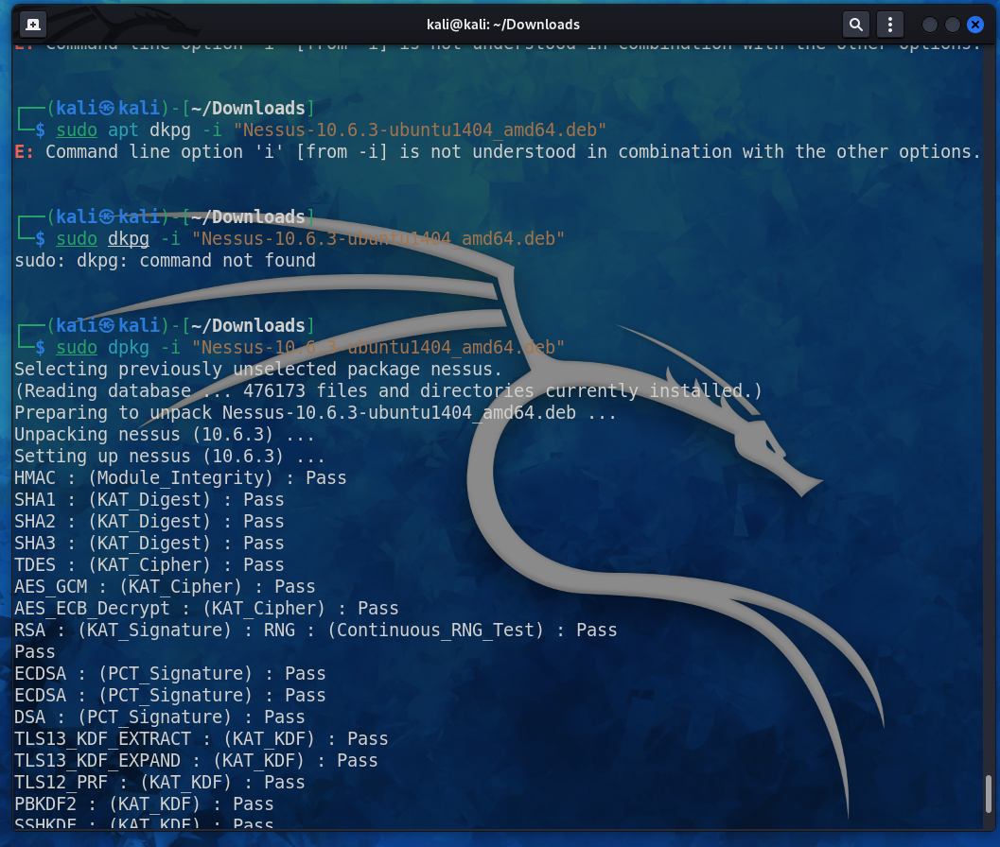 kali@kali: ~/Downloads
E: Command line option 'i' [from -i] is not understood in combination with the other options.
┌──(kali㉿kali)-[~/Downloads]
└─$ sudo apt dkpg -i "Nessus-10.6.3-ubuntu1404_amd64.deb"
E: Command line option 'i' [from -i] is not understood in combination with the other options.
┌──(kali㉿kali)-[~/Downloads]
└─$ sudo dkpg -i "Nessus-10.6.3-ubuntu1404_amd64.deb"
sudo: dkpg: command not found
┌──(kali㉿kali)-[~/Downloads]
└─$ sudo dpkg -i "Nessus-10.6.3-ubuntu1404_amd64.deb"
Selecting previously unselected package nessus.
(Reading database ... 476173 files and directories currently installed.)
Preparing to unpack Nessus-10.6.3-ubuntu1404_amd64.deb ...
Unpacking nessus (10.6.3) ...
Setting up nessus (10.6.3) ...
HMAC : (Module_Integrity) : Pass
SHA1 : (KAT_Digest) : Pass
SHA2 : (KAT_Digest) : Pass
SHA3 : (KAT_Digest) : Pass
TDES : (KAT_Cipher) : Pass
AES_GCM : (KAT_Cipher) : Pass
AES_ECB_Decrypt : (KAT_Cipher) : Pass
RSA : (KAT_Signature) : RNG : (Continuous_RNG_Test) : Pass
Pass
ECDSA : (PCT_Signature) : Pass
ECDSA : (PCT_Signature) : Pass
DSA : (PCT_Signature) : Pass
TLS13_KDF_EXTRACT : (KAT_KDF) : Pass
TLS13_KDF_EXPAND : (KAT_KDF) : Pass
TLS12_PRF : (KAT_KDF) : Pass
PBKDF2 : (KAT_KDF) : Pass
SSHKDF : (KAT_KDF) : Pass